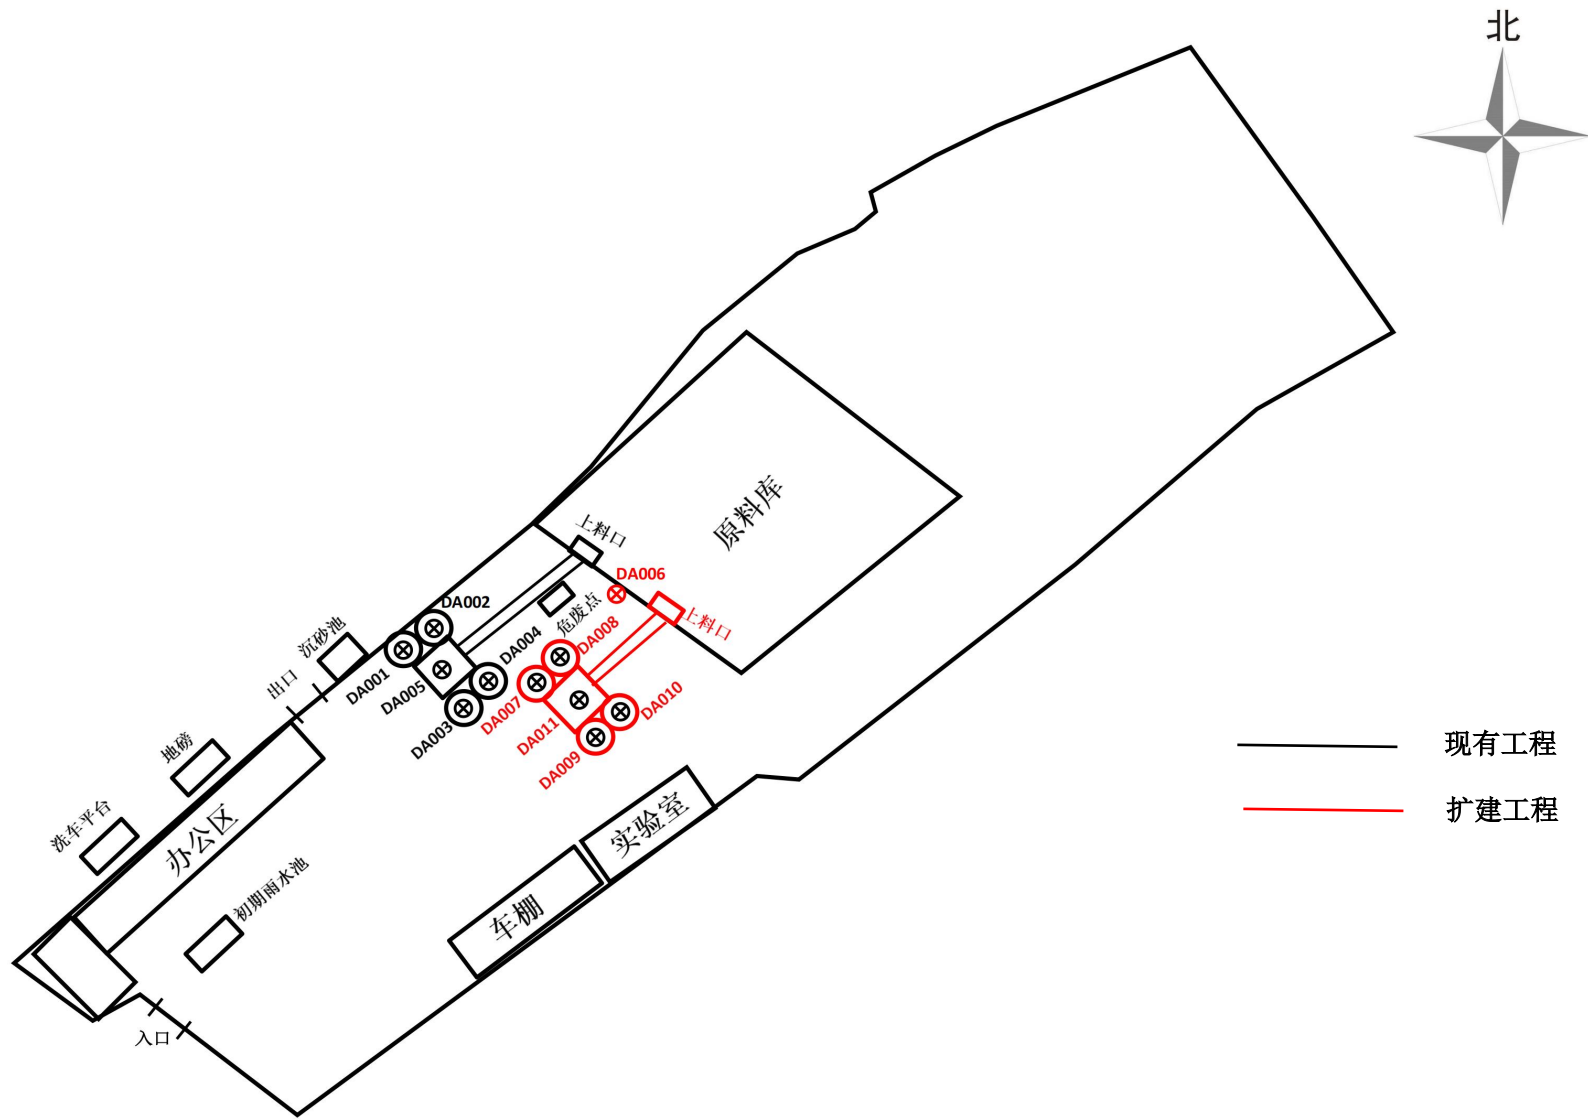 北
原料库
上料口
DA006
上料口
DA002
危废点
DA004
DA008
沉砂池
出口
DA001
DA005
DA003
DA007
DA010
DA011
DA009
地磅
洗车平台
办公区
初期雨水池
实验室
车棚
入口
现有工程
扩建工程